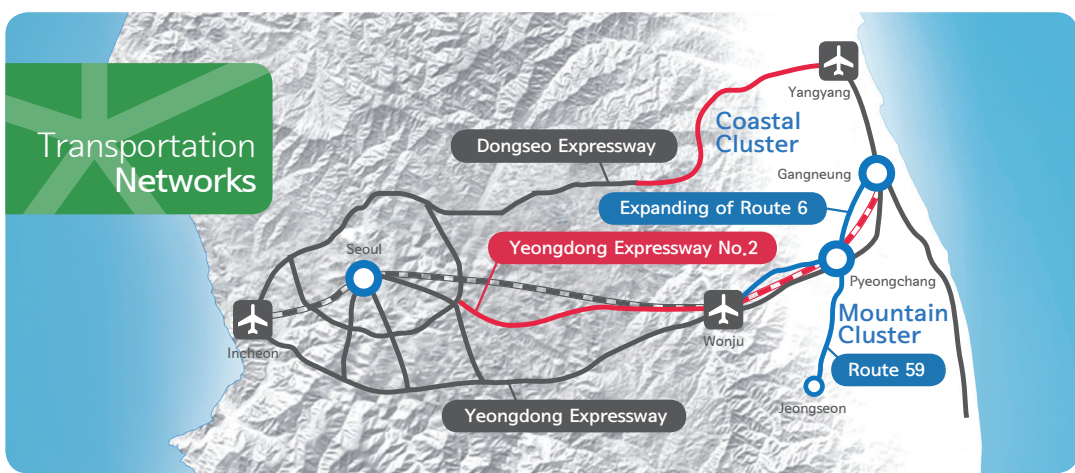 Transportation
Networks
Yangyang
Coastal
Cluster
Dongseo Expressway
Gangneung
Expanding of Route 6
Yeongdong Expressway No.2
Seoul
Pyeongchang
Mountain
Cluster
Wonju
Incheon
Route 59
Jeongseon
Yeongdong Expressway